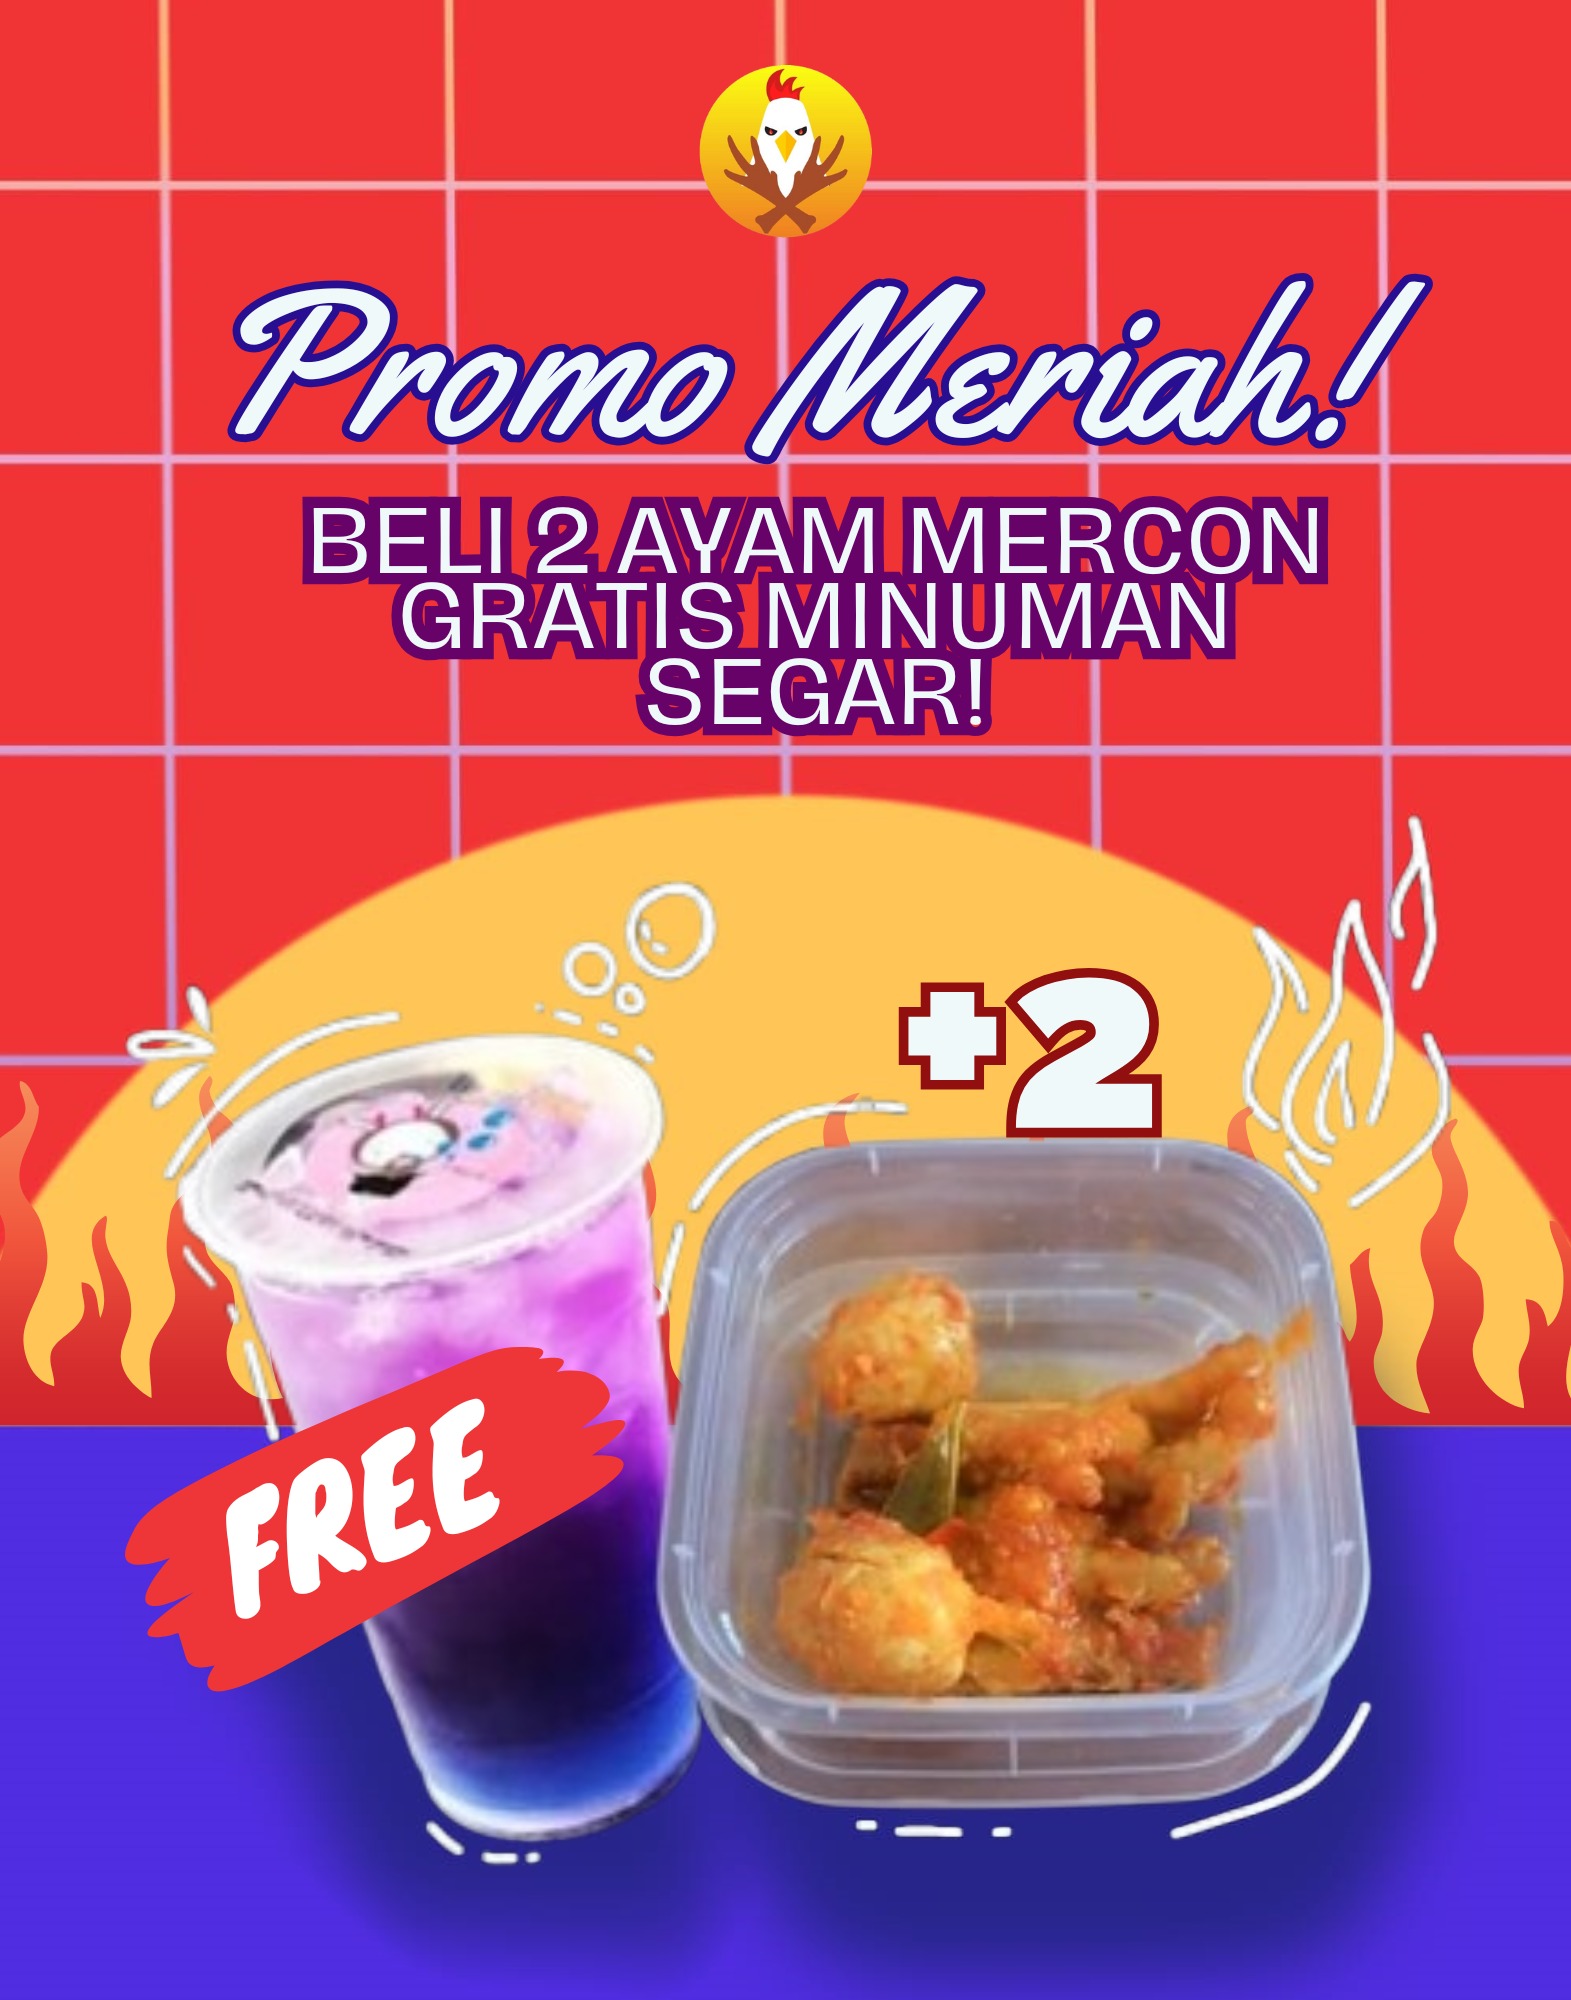 Promo Meriah!
BELI 2 AYAM MERCON
GRATIS MINUMAN
SEGAR!
+2
FREE